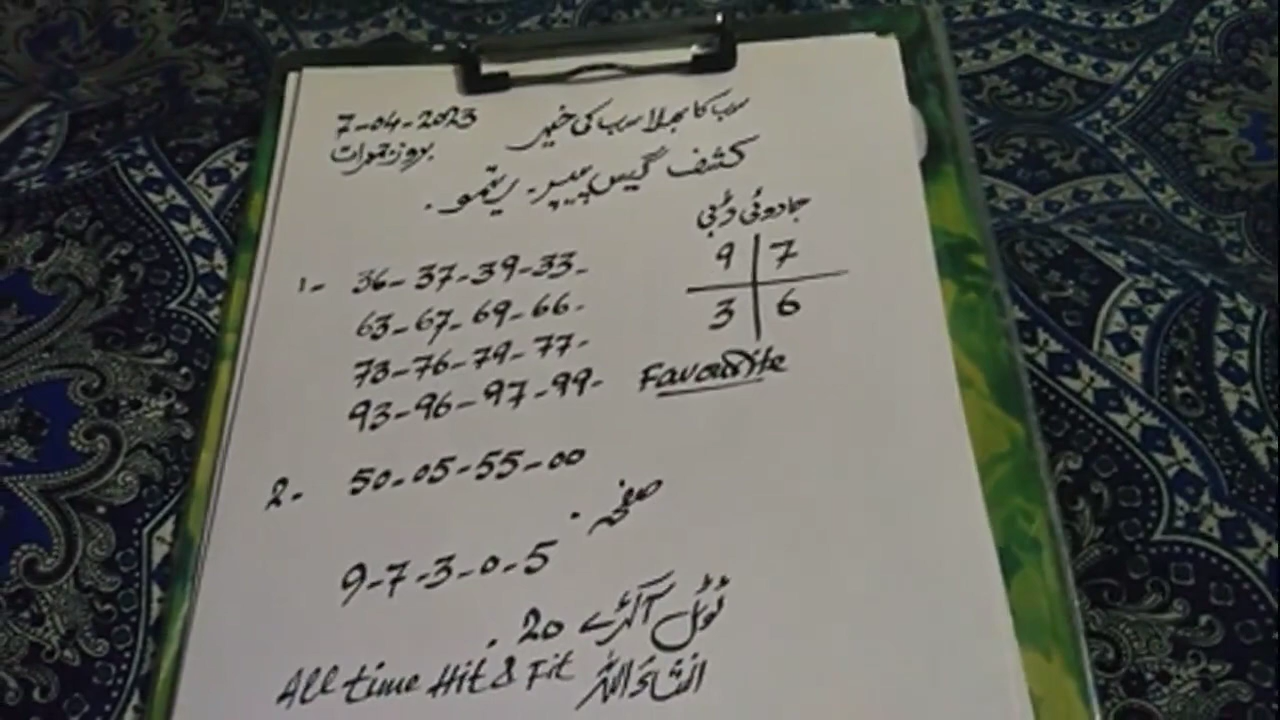 سب کا بھلا سب کی خیر
7-04-2023
بروز جمعرات
کشف گیس پیپر۔
جادوئی ڈبی
9 7
3 6
Favourite
1- 36-37-39-33-
63-67-69-66-
73-76-79-77-
93-96-97-99-
2- 50-05-55-00
صفحہ۔
9-7-3-0-5
ٹوٹل آکڑے 20۔
All time Hit & Fit انشاءاللہ